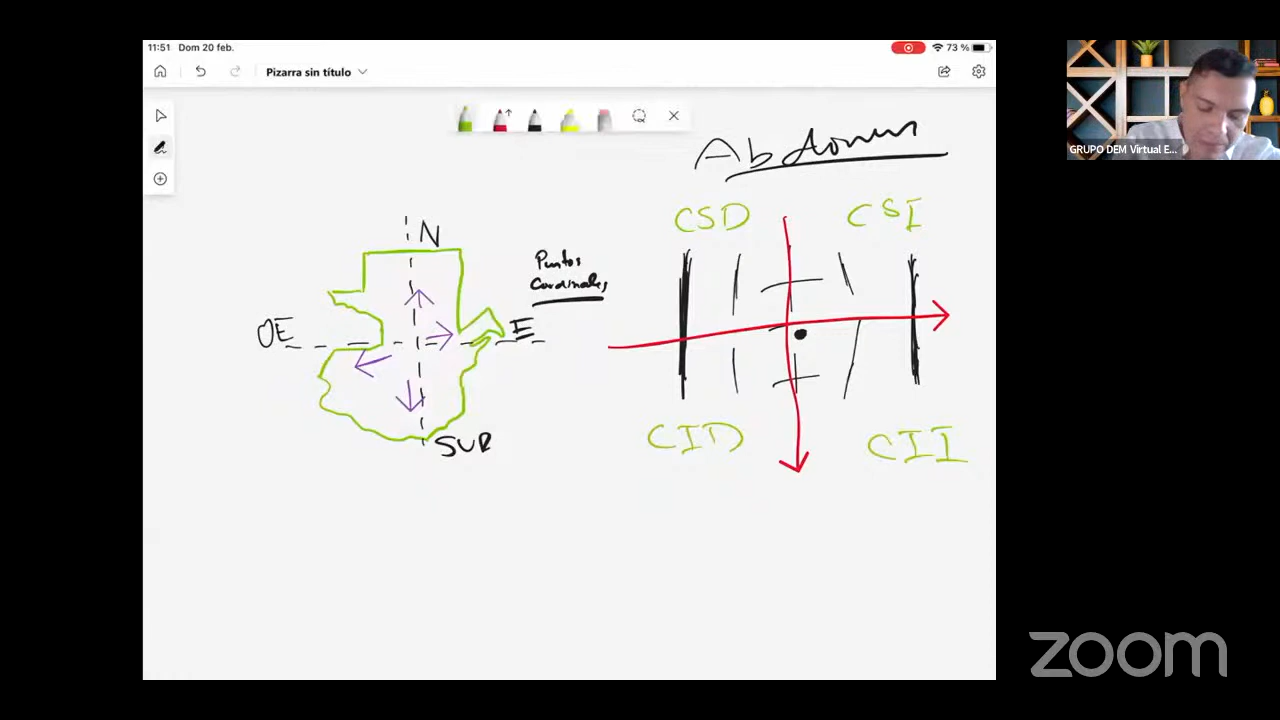 11:51 Dom 20 feb.
73 %
Pizarra sin título
GRUPO DEM Virtual E...
Abdomen
CSD
CSI
N
Puntos
Cardinales
OE
E
CID
CII
SUR
zoom